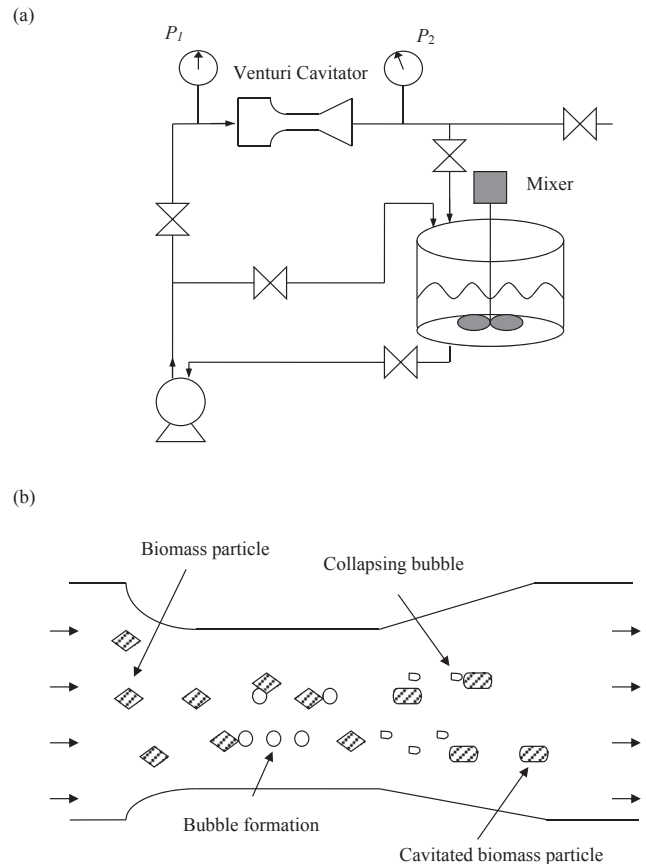 (a)
P1
P2
Venturi Cavitator
Mixer
(b)
Biomass particle
Collapsing bubble
Bubble formation
Cavitated biomass particle